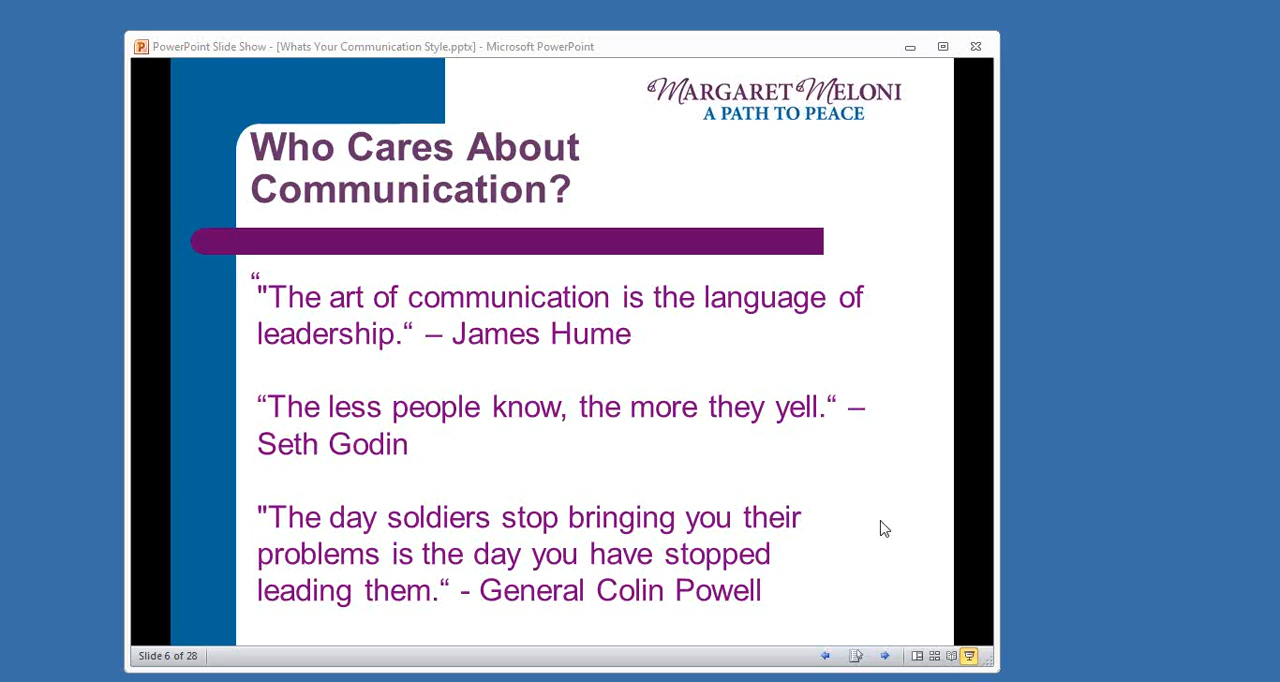 PowerPoint Slide Show - [Whats Your Communication Style.pptx] - Microsoft PowerPoint
MARGARET MELONI
A PATH TO PEACE
Who Cares About
Communication?
“
"The art of communication is the language of
leadership.“ – James Hume
“The less people know, the more they yell.“ –
Seth Godin
"The day soldiers stop bringing you their
problems is the day you have stopped
leading them.“ - General Colin Powell
Slide 6 of 28